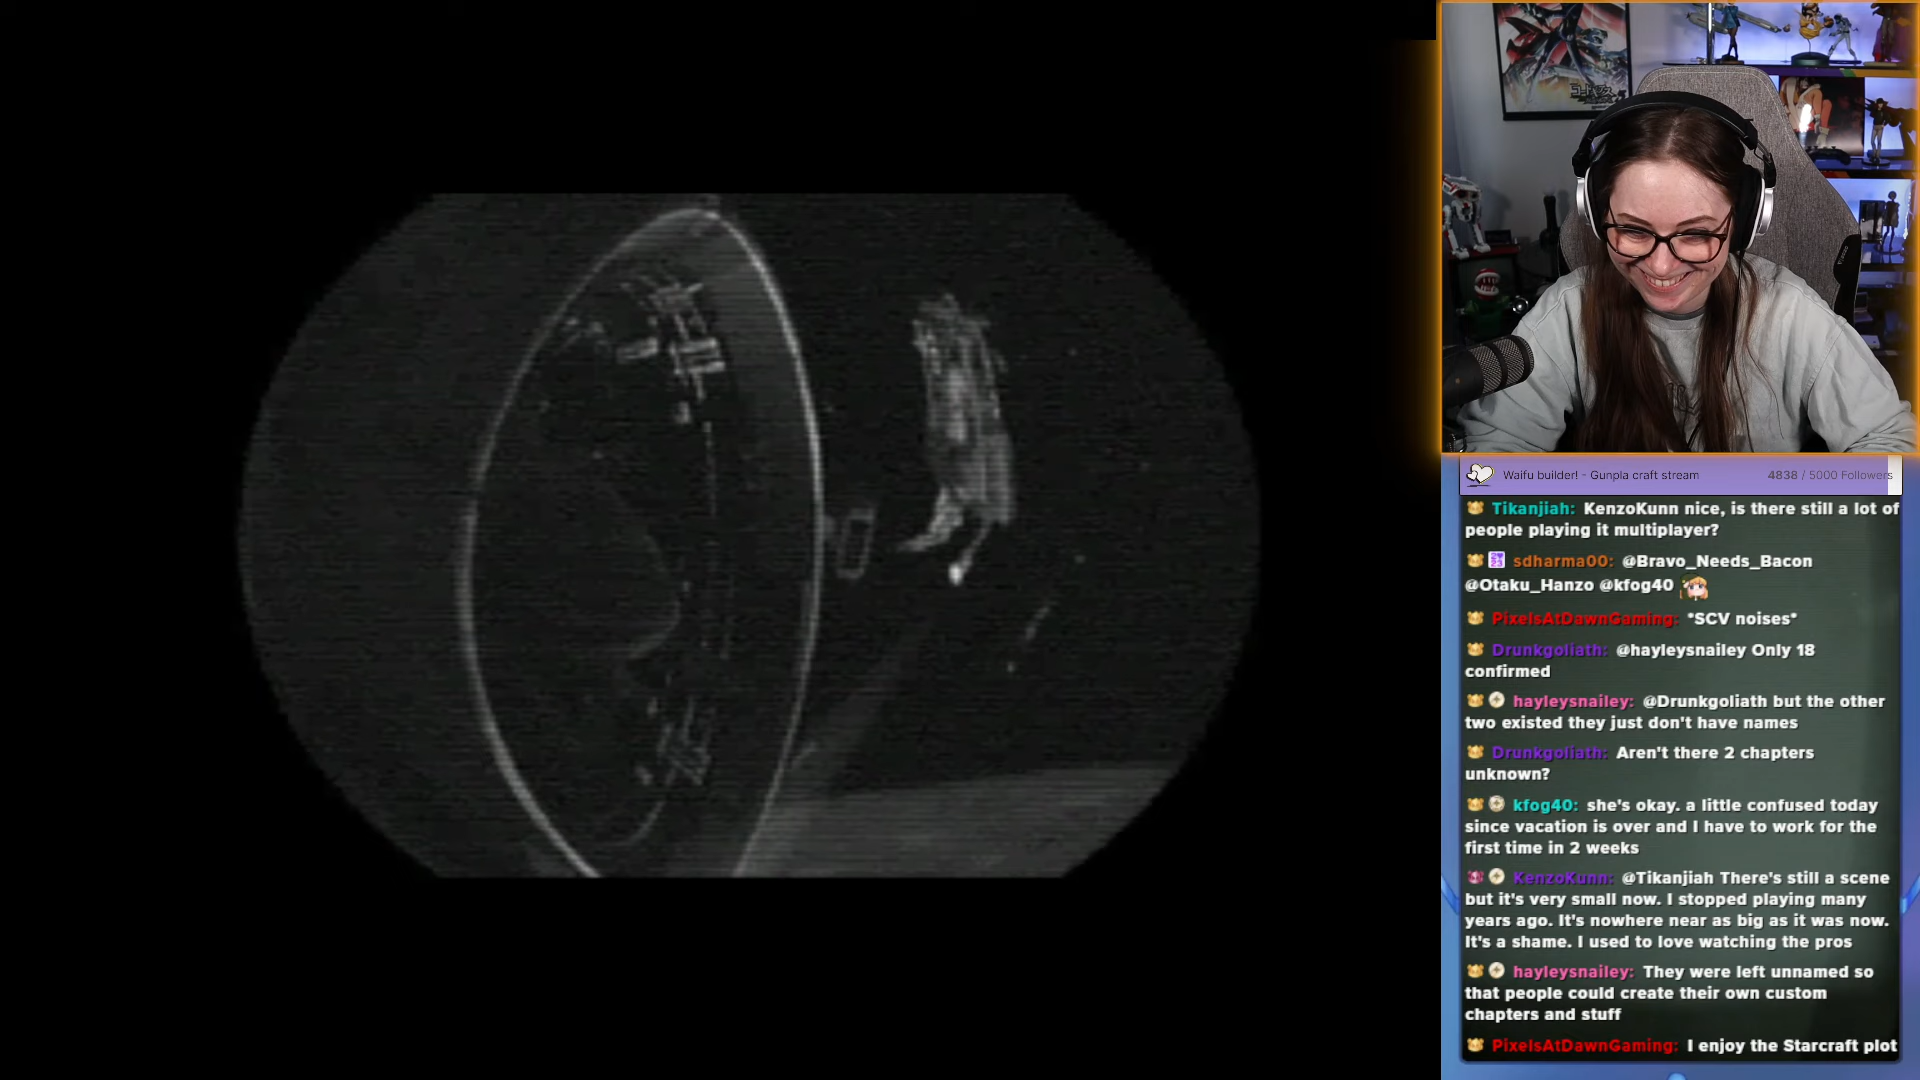 コードギアス
Waifu builder! - Gunpla craft stream 4838 / 5000 Followers
Tikanjiah: KenzoKunn nice, is there still a lot of
people playing it multiplayer?
sdharma00: @Bravo_Needs_Bacon
@Otaku_Hanzo @kfog40
PixelsAtDawnGaming: *SCV noises*
Drunkgoliath: @hayleysnailey Only 18
confirmed
hayleysnailey: @Drunkgoliath but the other
two existed they just don't have names
Drunkgoliath: Aren't there 2 chapters
unknown?
kfog40: she's okay. a little confused today
since vacation is over and I have to work for the
first time in 2 weeks
KenzoKunn: @Tikanjiah There's still a scene
but it's very small now. I stopped playing many
years ago. It's nowhere near as big as it was now.
It's a shame. I used to love watching the pros
hayleysnailey: They were left unnamed so
that people could create their own custom
chapters and stuff
PixelsAtDawnGaming: I enjoy the Starcraft plot